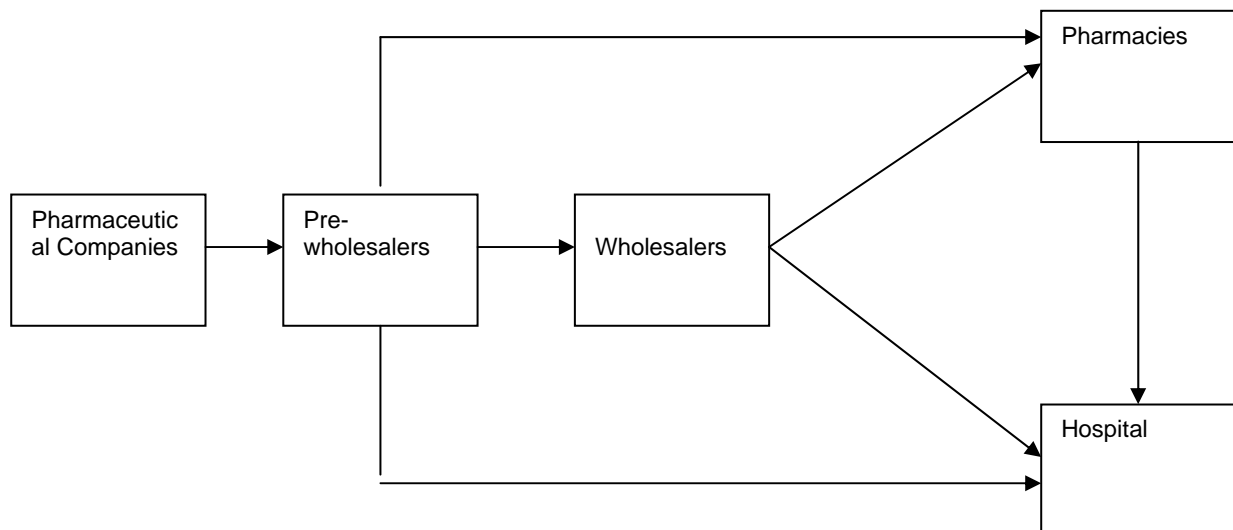 Pharmacies
Pharmaceutic
al Companies
Pre-
wholesalers
Wholesalers
Hospital